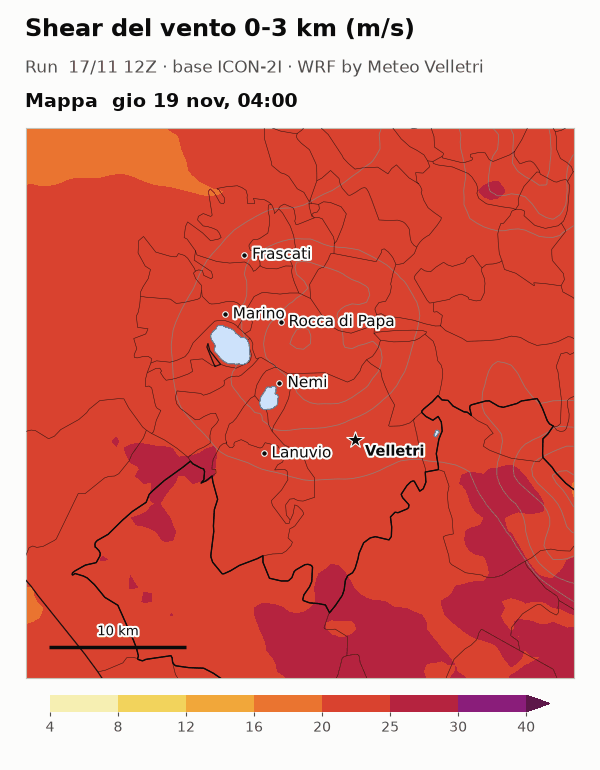 Shear del vento 0-3 km (m/s)
Run  17/11 12Z · base ICON-2I · WRF by Meteo Velletri
Mappa  gio 19 nov, 04:00
Frascati
Marino
Rocca di Papa
Nemi
Velletri
Lanuvio
10 km
4 8 12 16 20 25 30 40